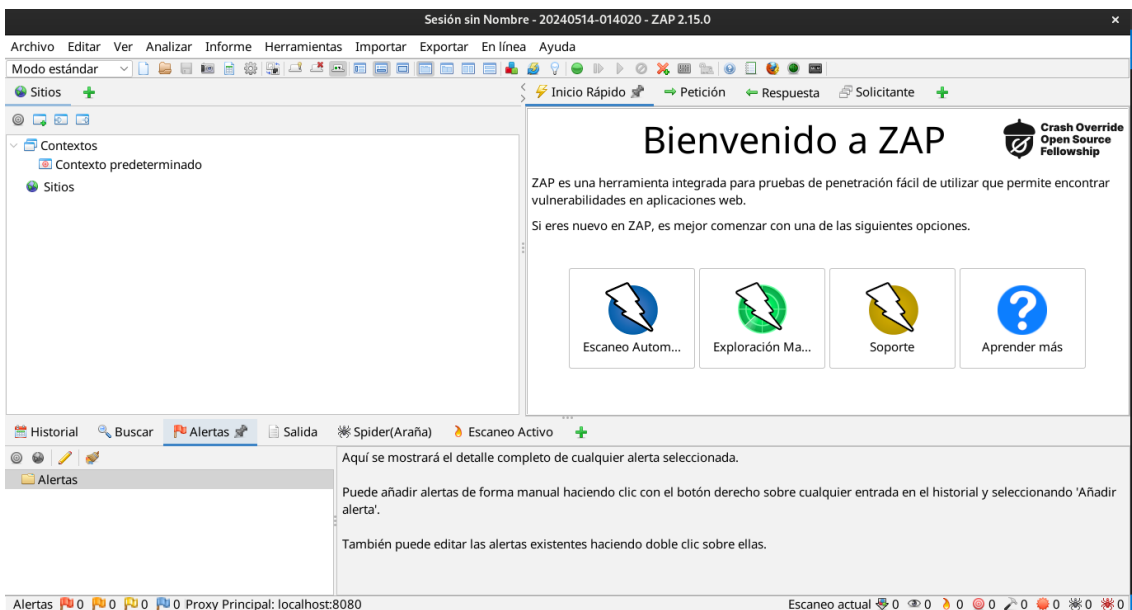 Sesión sin Nombre - 20240514-014020 - ZAP 2.15.0
Archivo Editar Ver Analizar Informe Herramientas Importar Exportar En línea Ayuda
Modo estándar
Sitios
Inicio Rápido Petición Respuesta Solicitante
Contextos
Contexto predeterminado
Sitios
Bienvenido a ZAP
Crash Override
Open Source
Fellowship
ZAP es una herramienta integrada para pruebas de penetración fácil de utilizar que permite encontrar
vulnerabilidades en aplicaciones web.
Si eres nuevo en ZAP, es mejor comenzar con una de las siguientes opciones.
Escaneo Autom... Exploración Ma... Soporte Aprender más
Historial Buscar Alertas Salida Spider(Araña) Escaneo Activo
Alertas
Aquí se mostrará el detalle completo de cualquier alerta seleccionada.
Puede añadir alertas de forma manual haciendo clic con el botón derecho sobre cualquier entrada en el historial y seleccionando 'Añadir
alerta'.
También puede editar las alertas existentes haciendo doble clic sobre ellas.
Alertas 0 0 0 0 Proxy Principal: localhost:8080 Escaneo actual 0 0 0 0 0 0 0 0